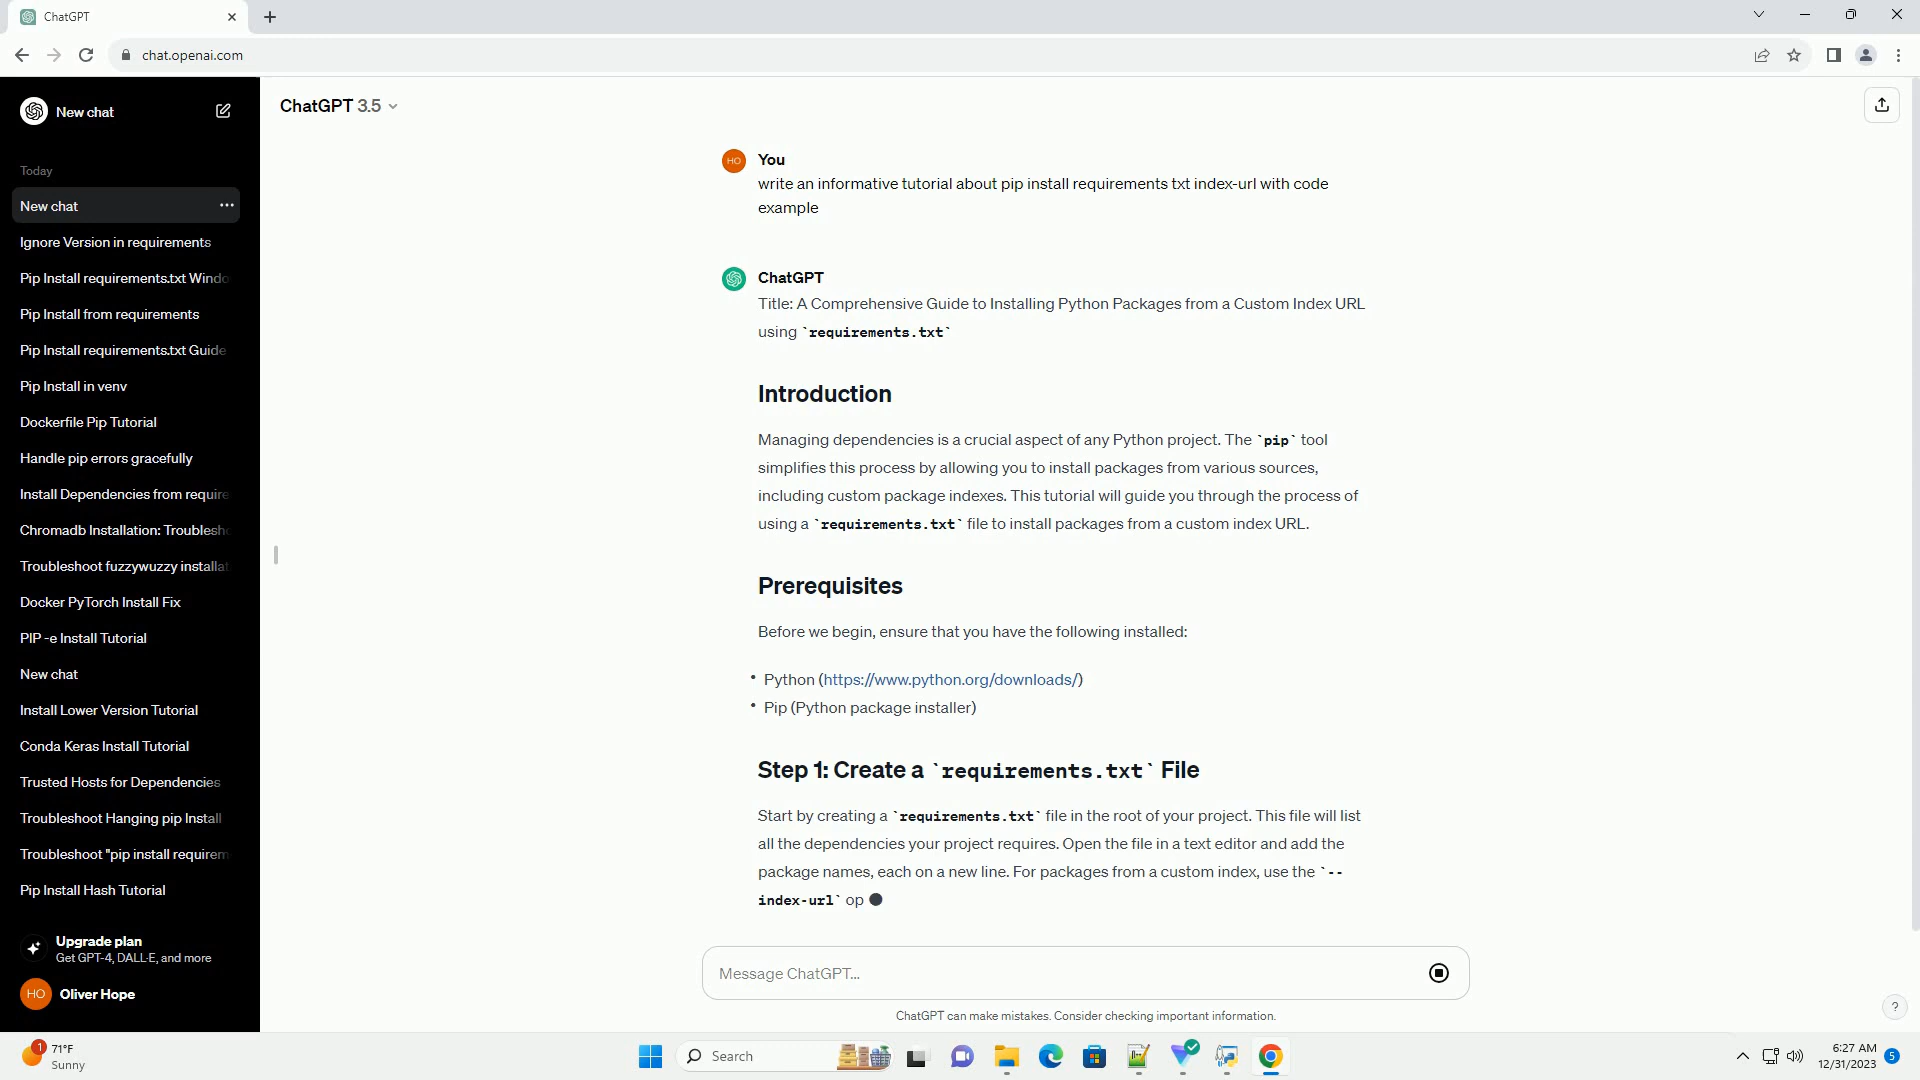 ChatGPT
chat.openai.com
New chat
Today
New chat
Ignore Version in requirements
Pip Install requirements.txt Windo
Pip Install from requirements
Pip Install requirements.txt Guide
Pip Install in venv
Dockerfile Pip Tutorial
Handle pip errors gracefully
Install Dependencies from require
Chromadb Installation: Troublesh
Troubleshoot fuzzywuzzy installat
Docker PyTorch Install Fix
PIP -e Install Tutorial
New chat
Install Lower Version Tutorial
Conda Keras Install Tutorial
Trusted Hosts for Dependencies
Troubleshoot Hanging pip Install
Troubleshoot "pip install requirem
Pip Install Hash Tutorial
Upgrade plan
Get GPT-4, DALL·E, and more
HO Oliver Hope
ChatGPT 3.5
HO You
write an informative tutorial about pip install requirements txt index-url with code
example
ChatGPT
Title: A Comprehensive Guide to Installing Python Packages from a Custom Index URL
using `requirements.txt`
Introduction
Managing dependencies is a crucial aspect of any Python project. The `pip` tool
simplifies this process by allowing you to install packages from various sources,
including custom package indexes. This tutorial will guide you through the process of
using a `requirements.txt` file to install packages from a custom index URL.
Prerequisites
Before we begin, ensure that you have the following installed:
• Python (https://www.python.org/downloads/)
• Pip (Python package installer)
Step 1: Create a `requirements.txt` File
Start by creating a `requirements.txt` file in the root of your project. This file will list
all the dependencies your project requires. Open the file in a text editor and add the
package names, each on a new line. For packages from a custom index, use the `--
index-url` op
Message ChatGPT...
ChatGPT can make mistakes. Consider checking important information.
?
1
71°F
Sunny
Search
6:27 AM
12/31/2023
5